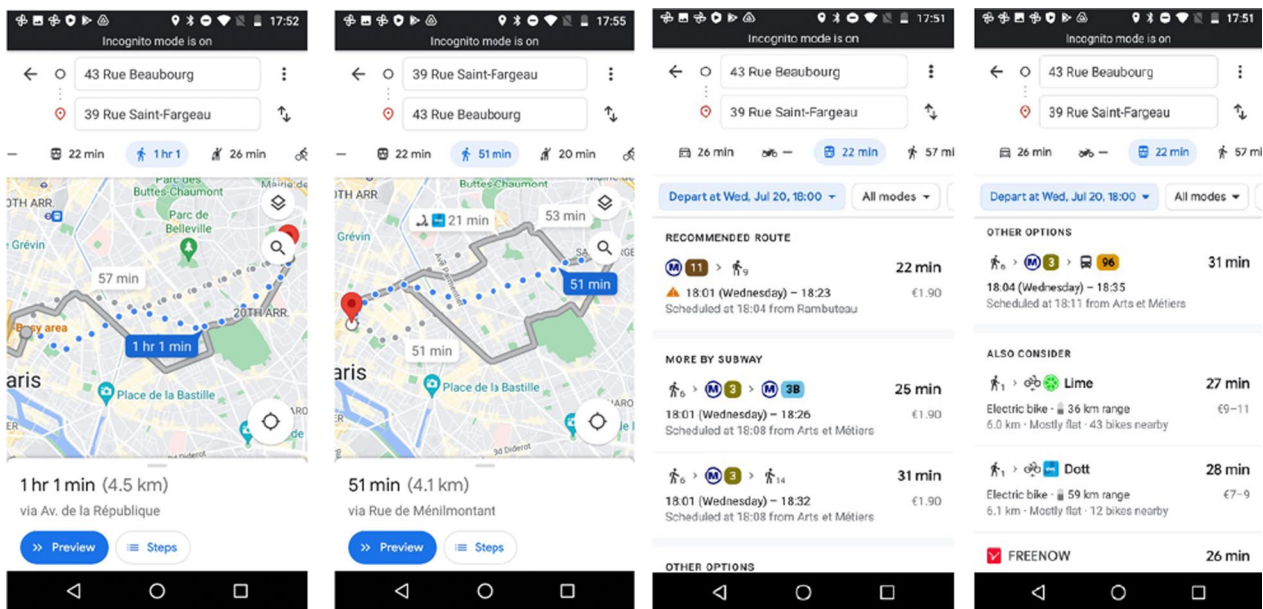 17:52
Incognito mode is on
43 Rue Beaubourg
39 Rue Saint-Fargeau
22 min
1 hr 1
26 min
Parc des
Buttes-Chaumont
Mairie de
OTH ARR.
Parc de
Belleville
e Grévin
57 min
20TH ARR.
Busy area
1 hr 1 min
aris
Place de la Bastille
3d Diderot
1 hr 1 min (4.5 km)
via Av. de la République
Preview
Steps
17:55
Incognito mode is on
39 Rue Saint-Fargeau
43 Rue Beaubourg
22 min
51 min
20 min
Buttes-Chaumont
0TH ARR.
21 min
53 min
Grévin
Ave Parmentier
51 min
51 min
aris
Place de la Bastille
3d Diderot
51 min (4.1 km)
via Rue de Ménilmontant
Preview
Steps
17:51
Incognito mode is on
43 Rue Beaubourg
39 Rue Saint-Fargeau
26 min
—
22 min
57 mi
Depart at Wed, Jul 20, 18:00
All modes
RECOMMENDED ROUTE
M 11 > 9
22 min
18:01 (Wednesday) – 18:23
€1.90
Scheduled at 18:04 from Rambuteau
MORE BY SUBWAY
6 > M 3 > M 3B
25 min
18:01 (Wednesday) – 18:26
€1.90
Scheduled at 18:08 from Arts et Métiers
6 > M 3 > 14
31 min
18:01 (Wednesday) – 18:32
€1.90
Scheduled at 18:08 from Arts et Métiers
OTHER OPTIONS
17:51
Incognito mode is on
43 Rue Beaubourg
39 Rue Saint-Fargeau
26 min
—
22 min
57 mi
Depart at Wed, Jul 20, 18:00
All modes
OTHER OPTIONS
6 > M 3 > 96
31 min
18:04 (Wednesday) – 18:35
Scheduled at 18:11 from Arts et Métiers
ALSO CONSIDER
1 > Lime
27 min
Electric bike · 36 km range
€9–11
6.0 km · Mostly flat · 43 bikes nearby
1 > Dott
28 min
Electric bike · 59 km range
€7–9
6.1 km · Mostly flat · 12 bikes nearby
FREENOW
26 min